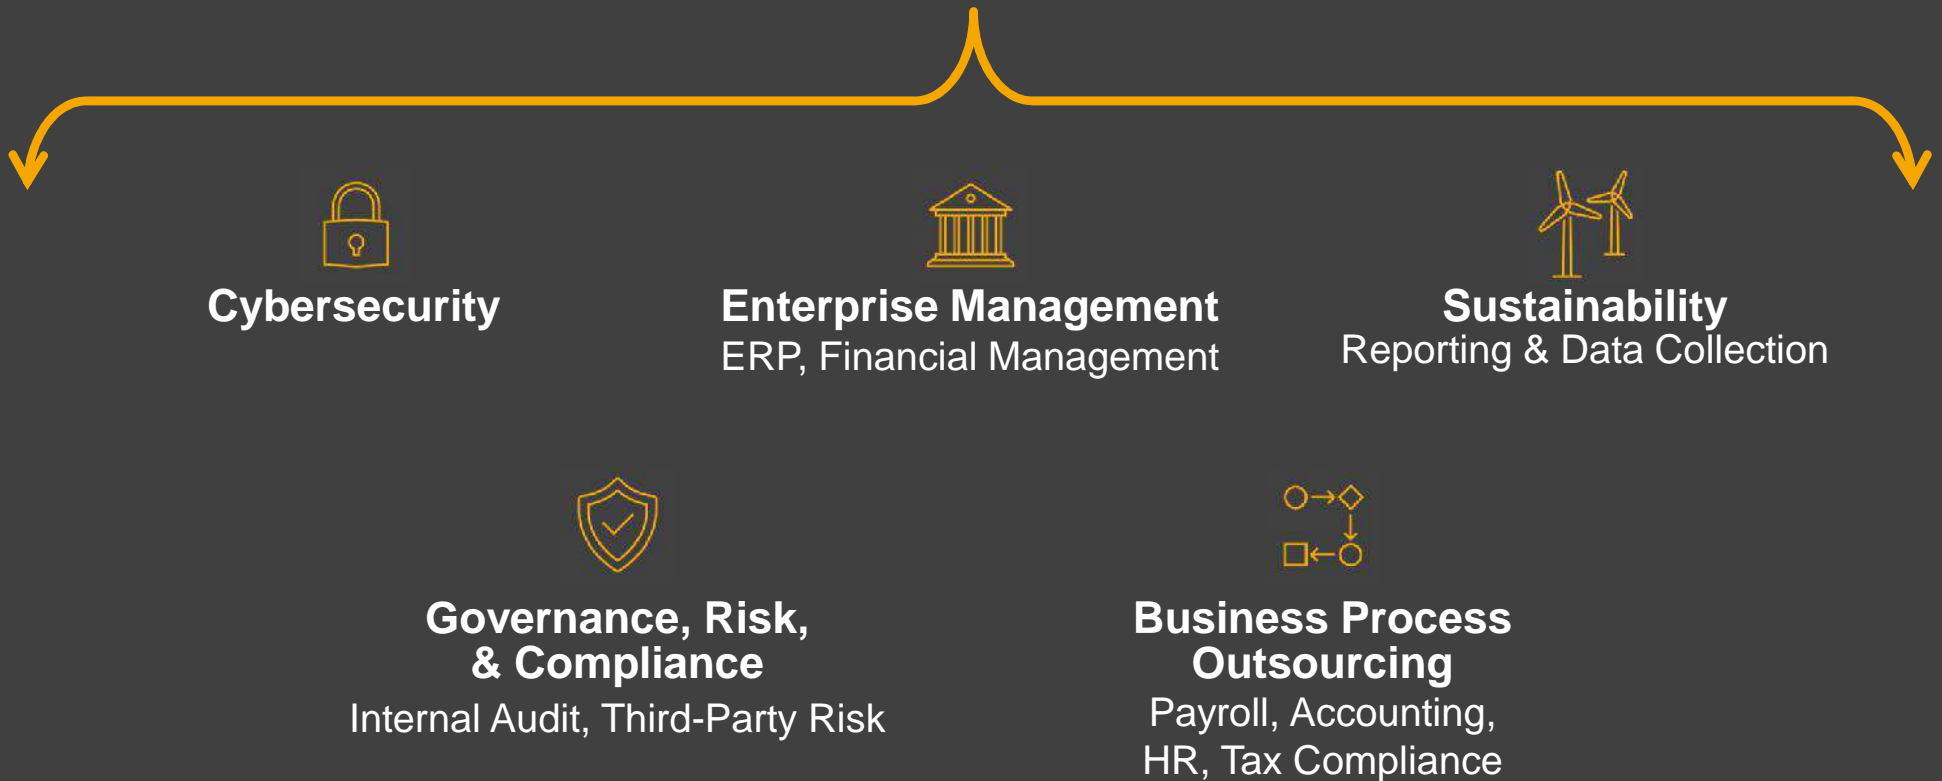 Cybersecurity
Enterprise Management
ERP, Financial Management
Sustainability
Reporting & Data Collection
Governance, Risk,
& Compliance
Internal Audit, Third-Party Risk
Business Process
Outsourcing
Payroll, Accounting,
HR, Tax Compliance